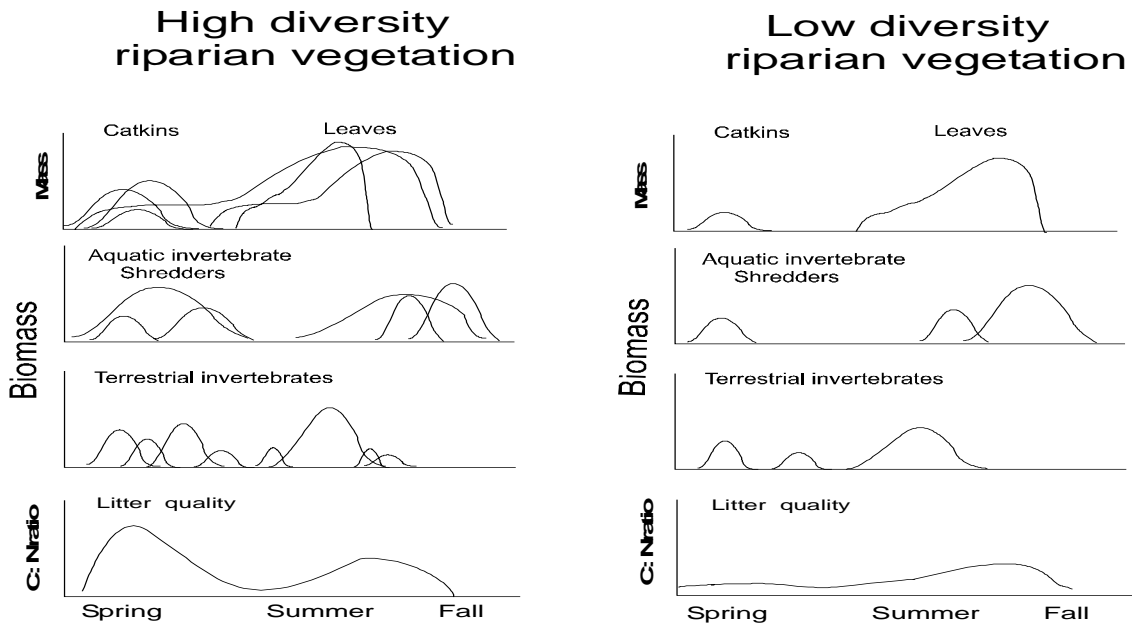 High diversity
riparian vegetation
Catkins
Leaves
Mass
Aquatic invertebrate
Shredders
Biomass
Terrestrial invertebrates
Litter quality
C: N ratio
Spring
Summer
Fall
Low diversity
riparian vegetation
Catkins
Leaves
Mass
Aquatic invertebrate
Shredders
Biomass
Terrestrial invertebrates
Litter quality
C: N ratio
Spring
Summer
Fall